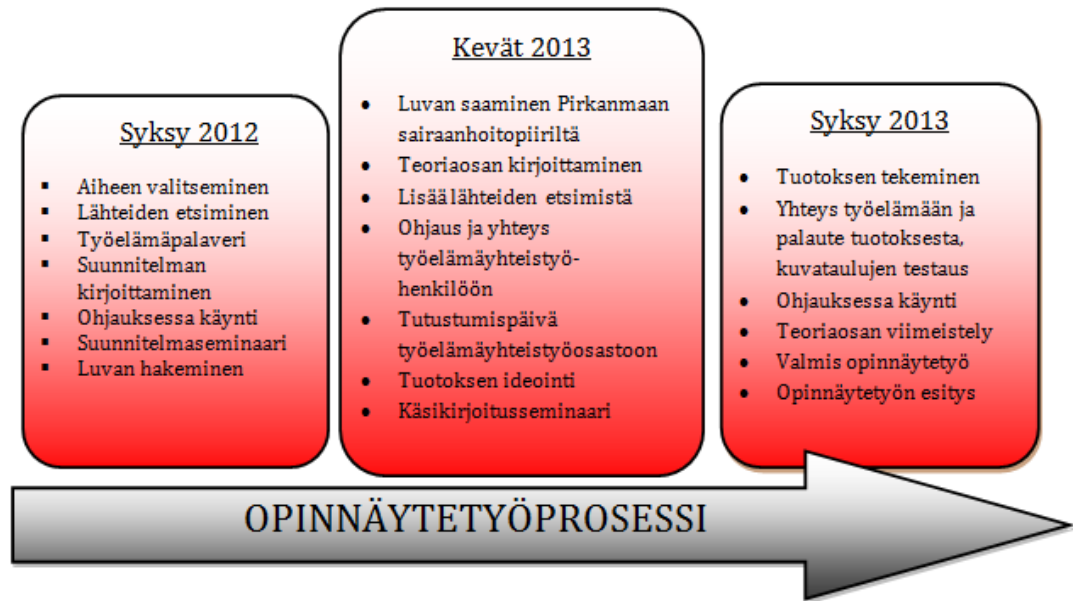 Syksy 2012
▪ Aiheen valitseminen
▪ Lähteiden etsiminen
▪ Työelämäpalaveri
▪ Suunnitelman
kirjoittaminen
▪ Ohjauksessa käynti
▪ Suunnitelmaseminaari
▪ Luvan hakeminen
Kevät 2013
• Luvan saaminen Pirkanmaan
sairaanhoitopiiriltä
• Teoriaosan kirjoittaminen
• Lisää lähteiden etsimistä
• Ohjaus ja yhteys
työelämäyhteistyö-
henkilöön
• Tutustumispäivä
työelämäyhteistyöosastoon
• Tuotoksen ideointi
• Käsikirjoitusseminaari
Syksy 2013
• Tuotoksen tekeminen
• Yhteys työelämään ja
palaute tuotoksesta,
kuvataulujen testaus
• Ohjauksessa käynti
• Teoriaosan viimeistely
• Valmis opinnäytetyö
• Opinnäytetyön esitys
OPINNÄYTETYÖPROSESSI